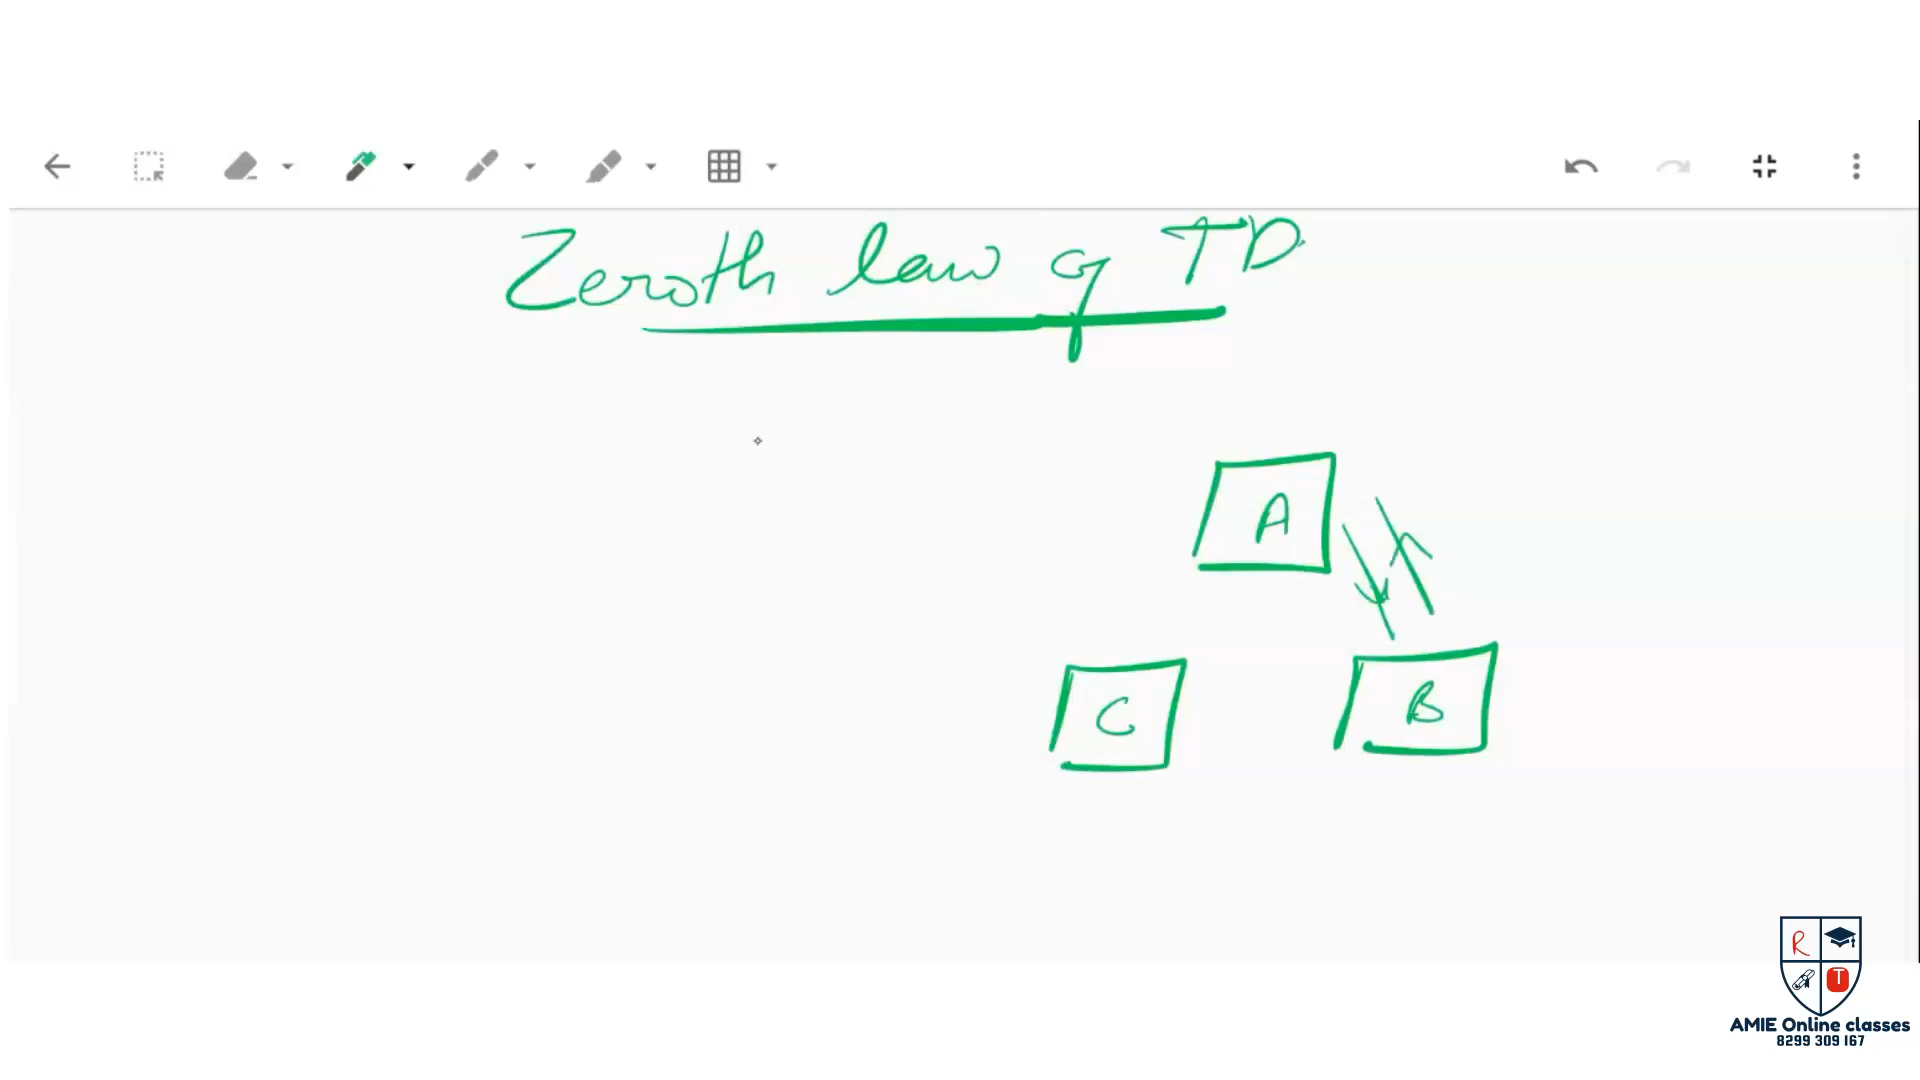 Zeroth law of TD
A
C
B
R
T
AMIE Online classes
8299 309 167